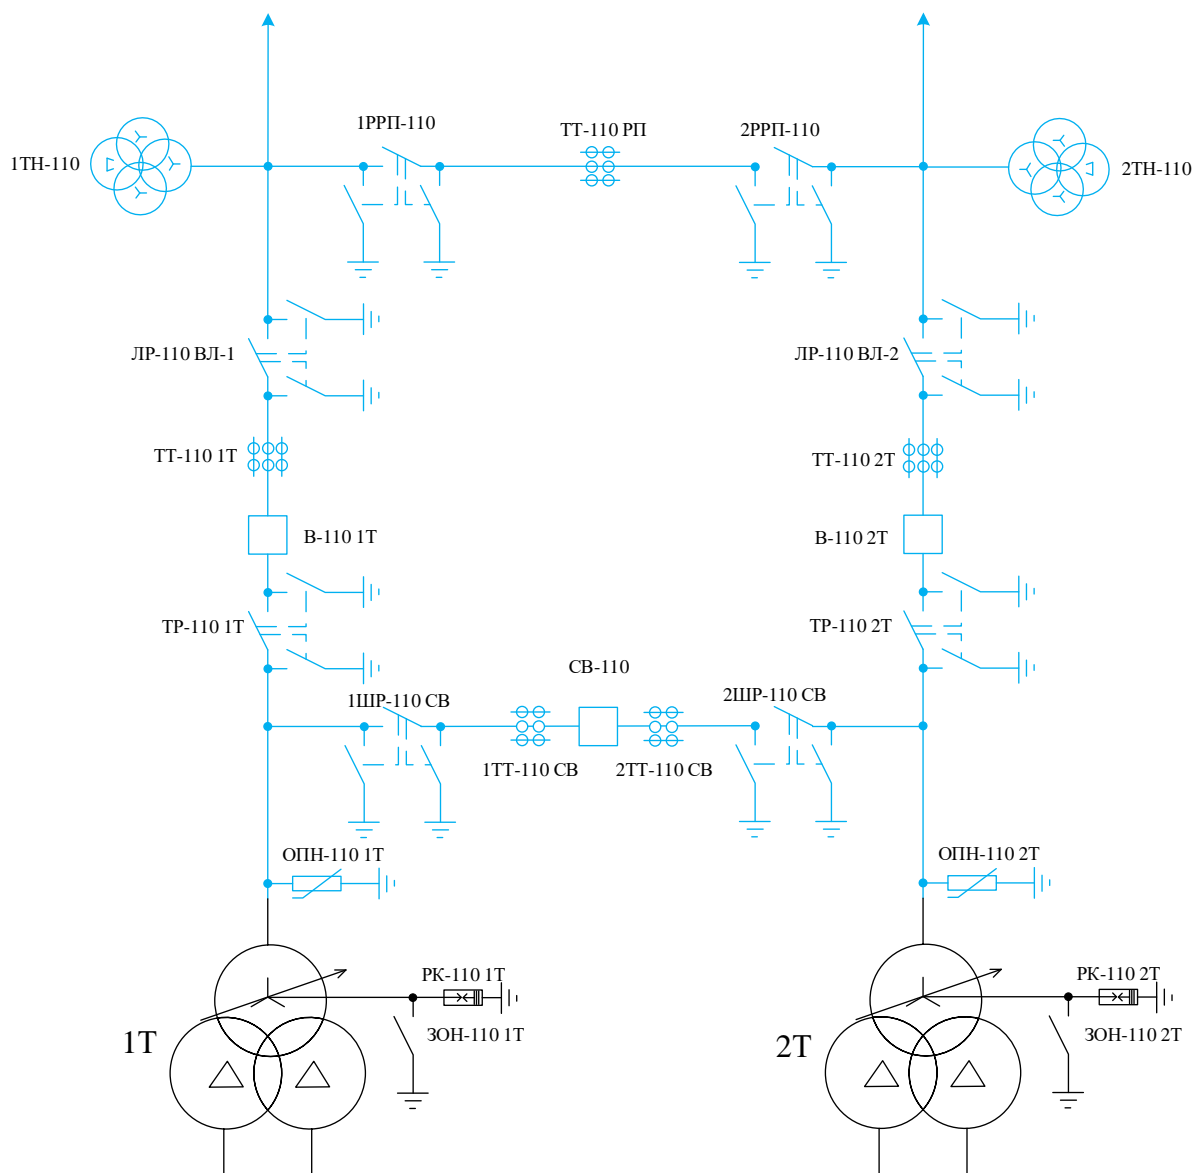 1РРП-110
ТТ-110 РП
2РРП-110
1ТН-110
2ТН-110
ЛР-110 ВЛ-1
ЛР-110 ВЛ-2
ТТ-110 1Т
ТТ-110 2Т
В-110 1Т
В-110 2Т
ТР-110 1Т
ТР-110 2Т
СВ-110
1ШР-110 СВ
2ШР-110 СВ
1ТТ-110 СВ
2ТТ-110 СВ
ОПН-110 1Т
ОПН-110 2Т
РК-110 1Т
РК-110 2Т
1Т
ЗОН-110 1Т
2Т
ЗОН-110 2Т